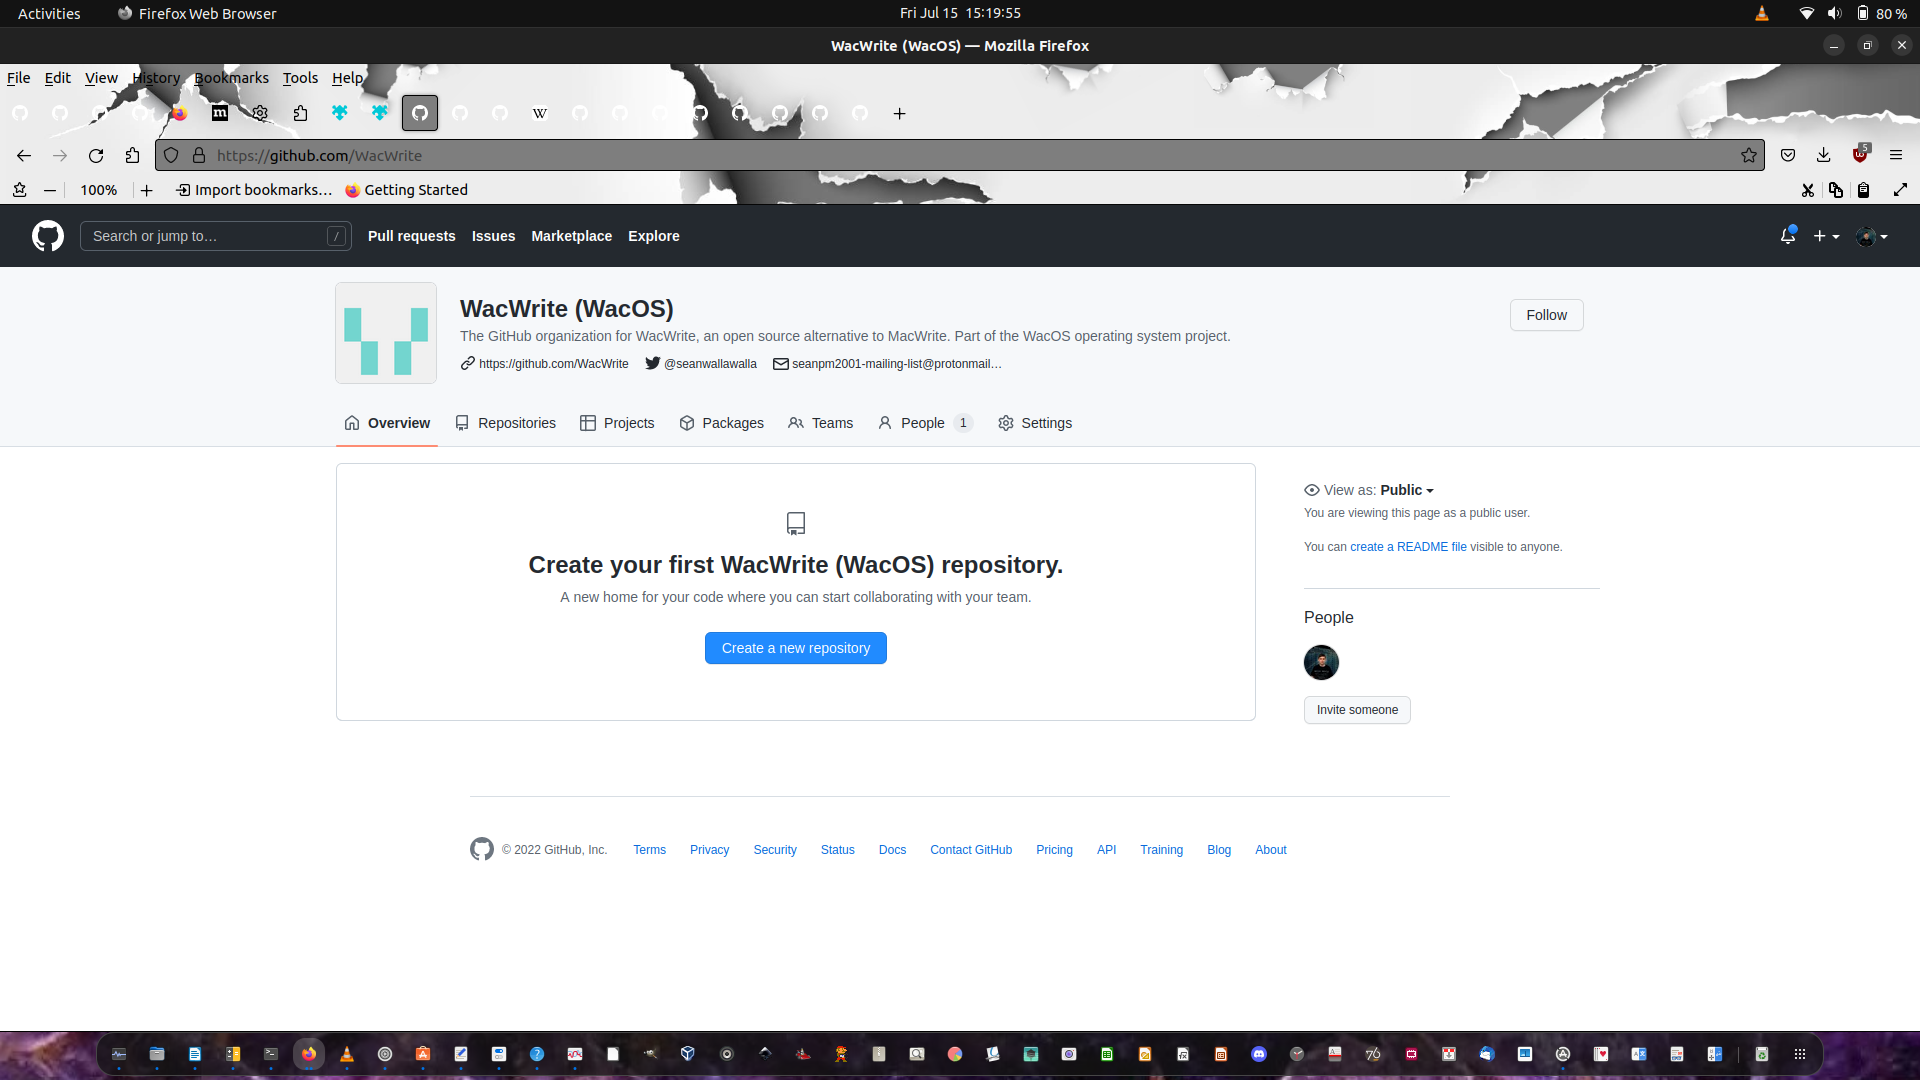 Activities Firefox Web Browser Fri Jul 15 15:19:55 80 %
WacWrite (WacOS) — Mozilla Firefox
File Edit View History Bookmarks Tools Help
m W
https://github.com/WacWrite 5
100% Import bookmarks… Getting Started
Search or jump to… / Pull requests Issues Marketplace Explore
WacWrite (WacOS)
Follow
The GitHub organization for WacWrite, an open source alternative to MacWrite. Part of the WacOS operating system project.
https://github.com/WacWrite @seanwallawalla seanpm2001-mailing-list@protonmail…
Overview Repositories Projects Packages Teams People 1 Settings
View as: Public
You are viewing this page as a public user.
You can create a README file visible to anyone.
Create your first WacWrite (WacOS) repository.
A new home for your code where you can start collaborating with your team.
Create a new repository
People
Invite someone
© 2022 GitHub, Inc. Terms Privacy Security Status Docs Contact GitHub Pricing API Training Blog About